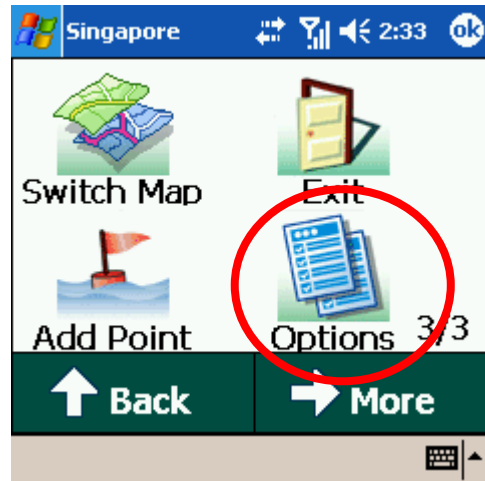 Singapore 2:33 ok
Switch Map Exit
Add Point Options 3/3
Back More